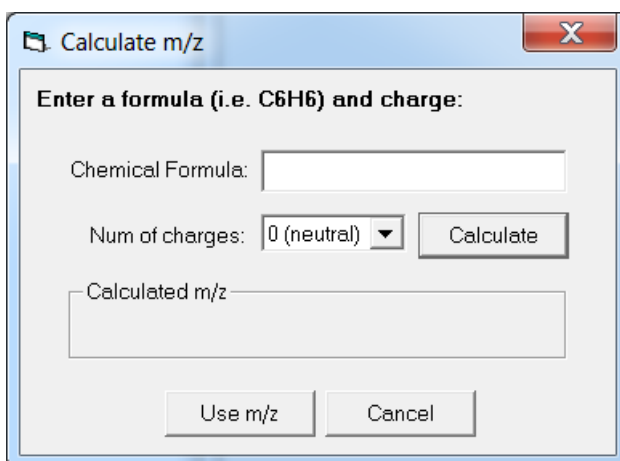 Calculate m/z
Enter a formula (i.e. C6H6) and charge:
Chemical Formula:
Num of charges: 0 (neutral) Calculate
Calculated m/z
Use m/z Cancel